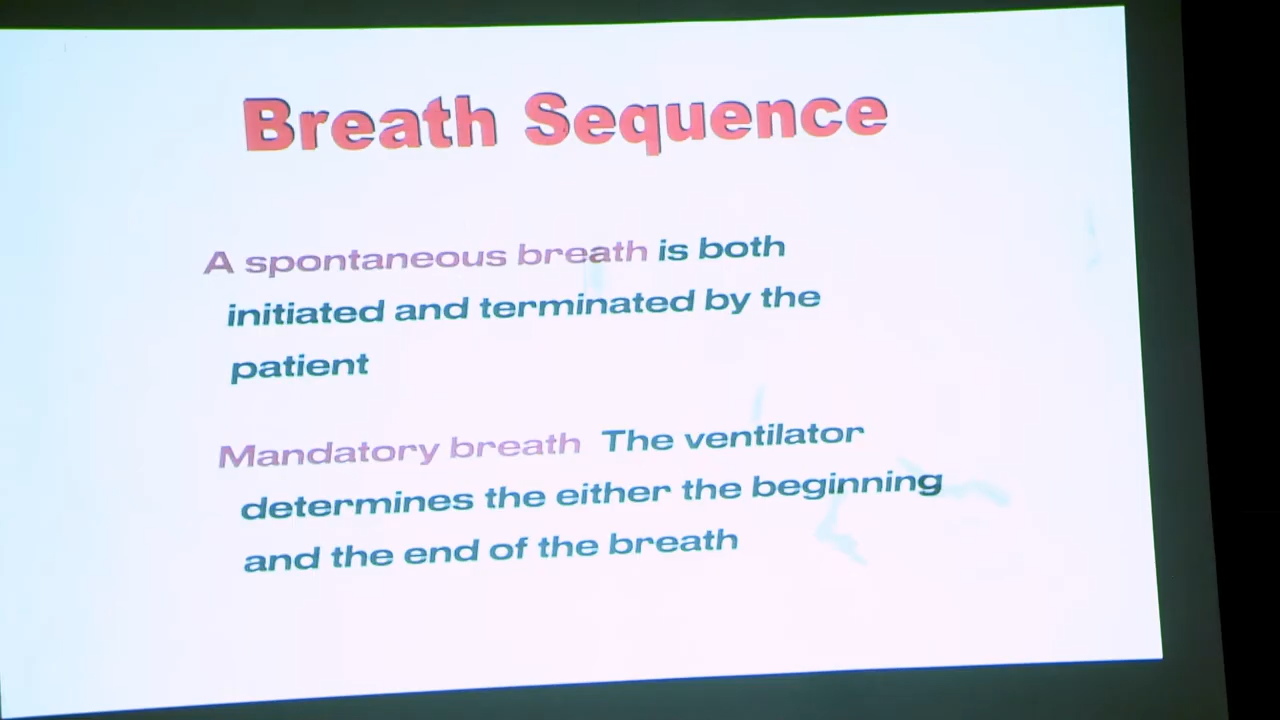 Breath Sequence
A spontaneous breath is both
initiated and terminated by the
patient
Mandatory breath The ventilator
determines the either the beginning
and the end of the breath